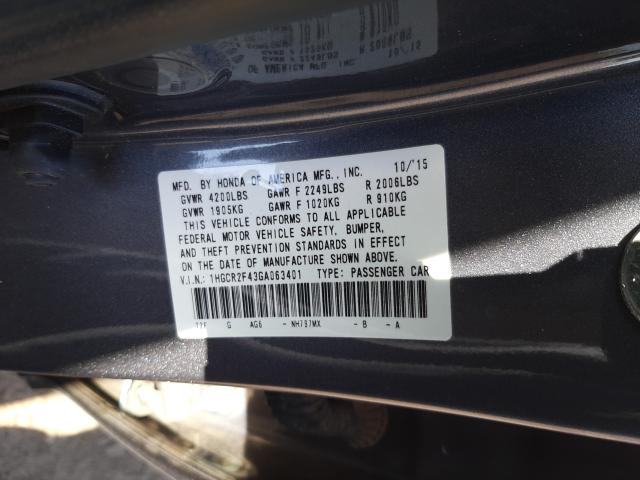 MFD. BY HONDA OF AMERICA MFG., INC. 10/'15
GVWR 4200LBS GAWR F 2249LBS R 2006LBS
GVWR 1905KG GAWR F 1020KG R 910KG
THIS VEHICLE CONFORMS TO ALL APPLICABLE
FEDERAL MOTOR VEHICLE SAFETY, BUMPER,
AND THEFT PREVENTION STANDARDS IN EFFECT
ON THE DATE OF MANUFACTURE SHOWN ABOVE.
V.I.N.: 1HGCR2F43GA063401 TYPE: PASSENGER CAR
G AG6 -NH797MX -B -A